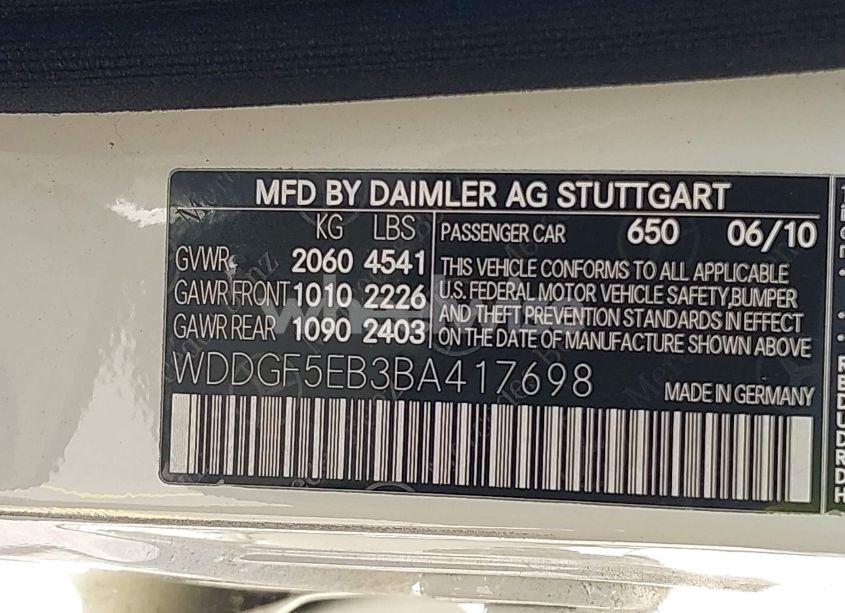 MFD BY DAIMLER AG STUTTGART
KG LBS
GVWR 2060 4541
GAWR FRONT 1010 2226
GAWR REAR 1090 2403
PASSENGER CAR 650 06/10
THIS VEHICLE CONFORMS TO ALL APPLICABLE
U.S. FEDERAL MOTOR VEHICLE SAFETY,BUMPER
AND THEFT PREVENTION STANDARDS IN EFFECT
ON THE DATE OF MANUFACTURE SHOWN ABOVE
WDDGF5EB3BA417698
MADE IN GERMANY